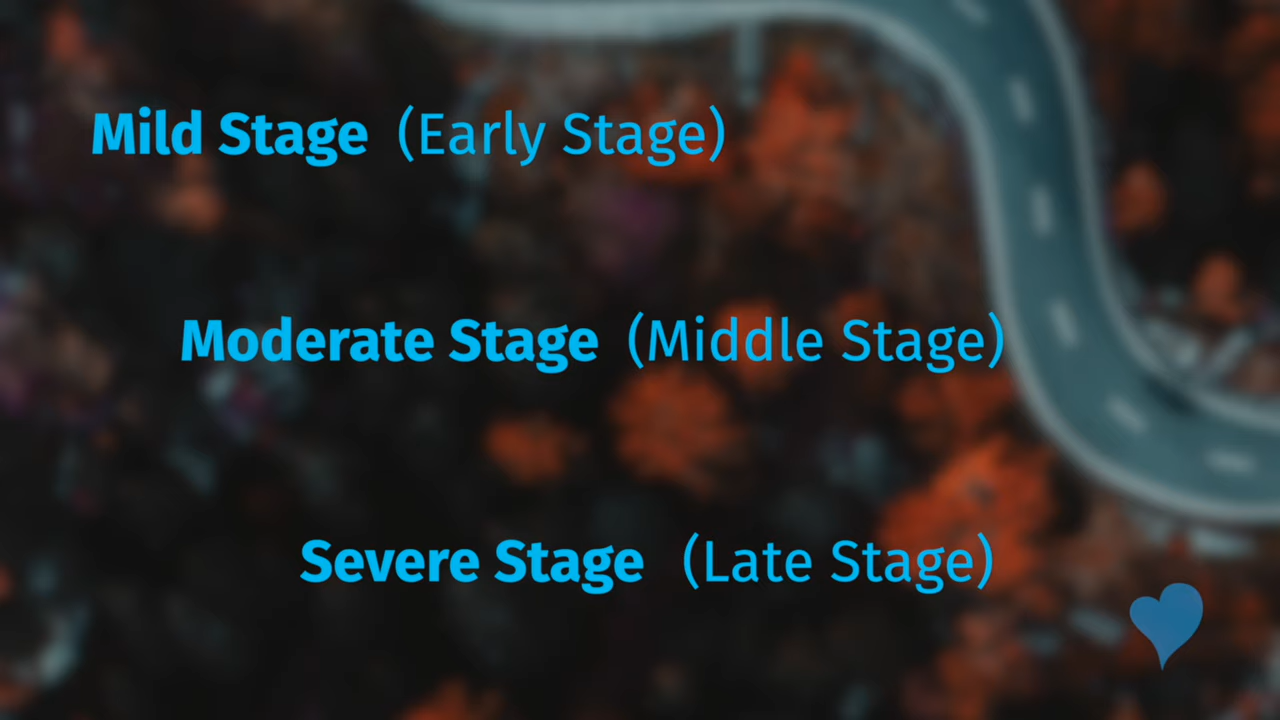 Mild Stage (Early Stage)
Moderate Stage (Middle Stage)
Severe Stage (Late Stage)